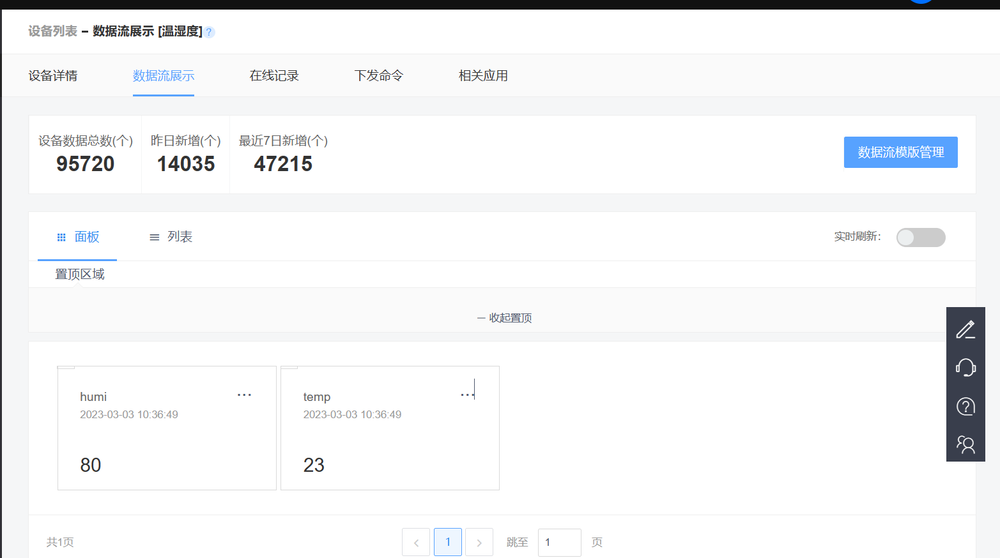 设备列表 – 数据流展示 [温湿度] ?
设备详情 数据流展示 在线记录 下发命令 相关应用
设备数据总数(个) 昨日新增(个) 最近7日新增(个)
95720 14035 47215
数据流模版管理
面板 列表 实时刷新:
置顶区域
收起置顶
humi ... temp ...
2023-03-03 10:36:49 2023-03-03 10:36:49
80 23
共1页 < 1 > 跳至 1 页